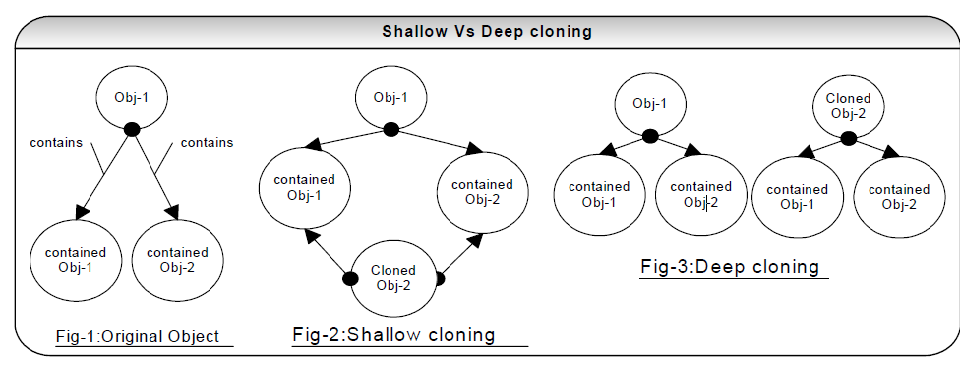 Shallow Vs Deep cloning
Obj-1
contains
contains
contained
Obj-1
contained
Obj-2
Fig-1:Original Object
Obj-1
contained
Obj-1
contained
Obj-2
Cloned
Obj-2
Fig-2:Shallow cloning
Obj-1
contained
Obj-1
contained
Obj-2
Cloned
Obj-2
contained
Obj-1
contained
Obj-2
Fig-3:Deep cloning